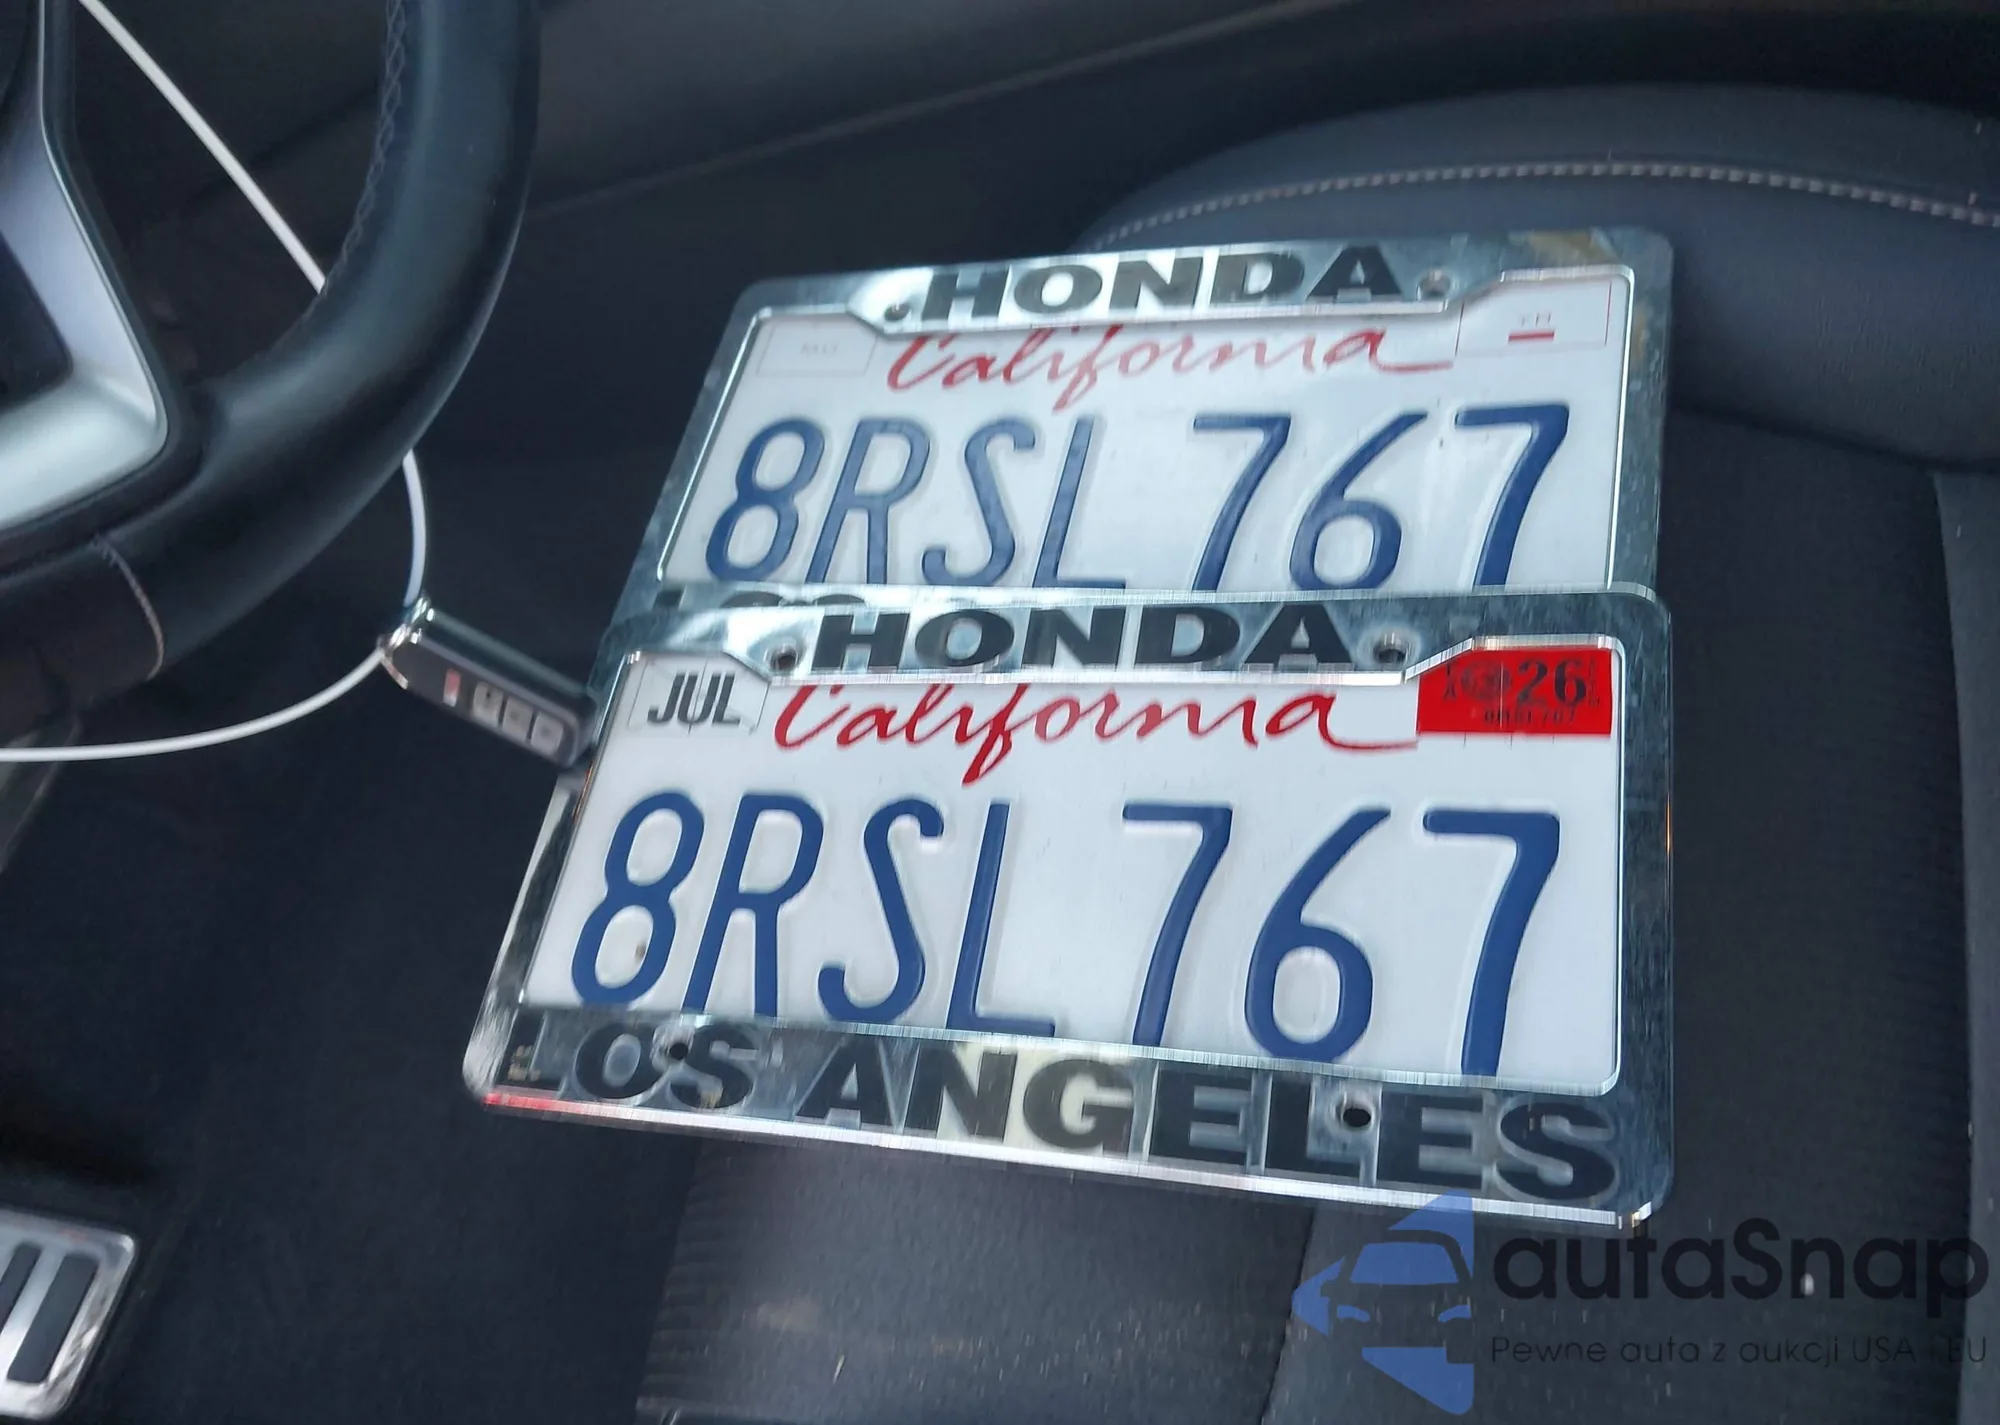 HONDA
California
8RSL767
HONDA
JUL
California
26
8RSL767
LOS ANGELES
autaSnap
Pewne auta z aukcji USA i EU